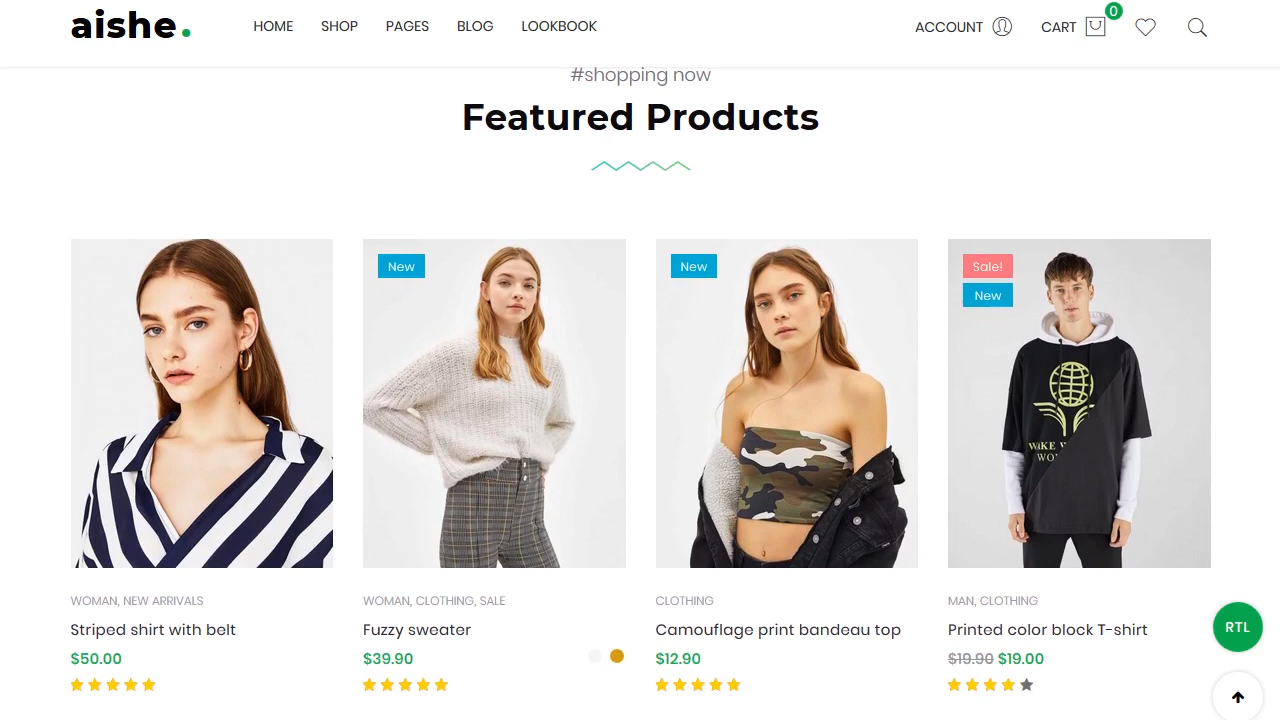 aishe.
HOME SHOP PAGES BLOG LOOKBOOK
ACCOUNT CART 0
#shopping now
Featured Products
New
New
Sale!
New
WOMAN, NEW ARRIVALS
Striped shirt with belt
$50.00
WOMAN, CLOTHING, SALE
Fuzzy sweater
$39.90
CLOTHING
Camouflage print bandeau top
$12.90
MAN, CLOTHING
Printed color block T-shirt
$19.90 $19.00
RTL